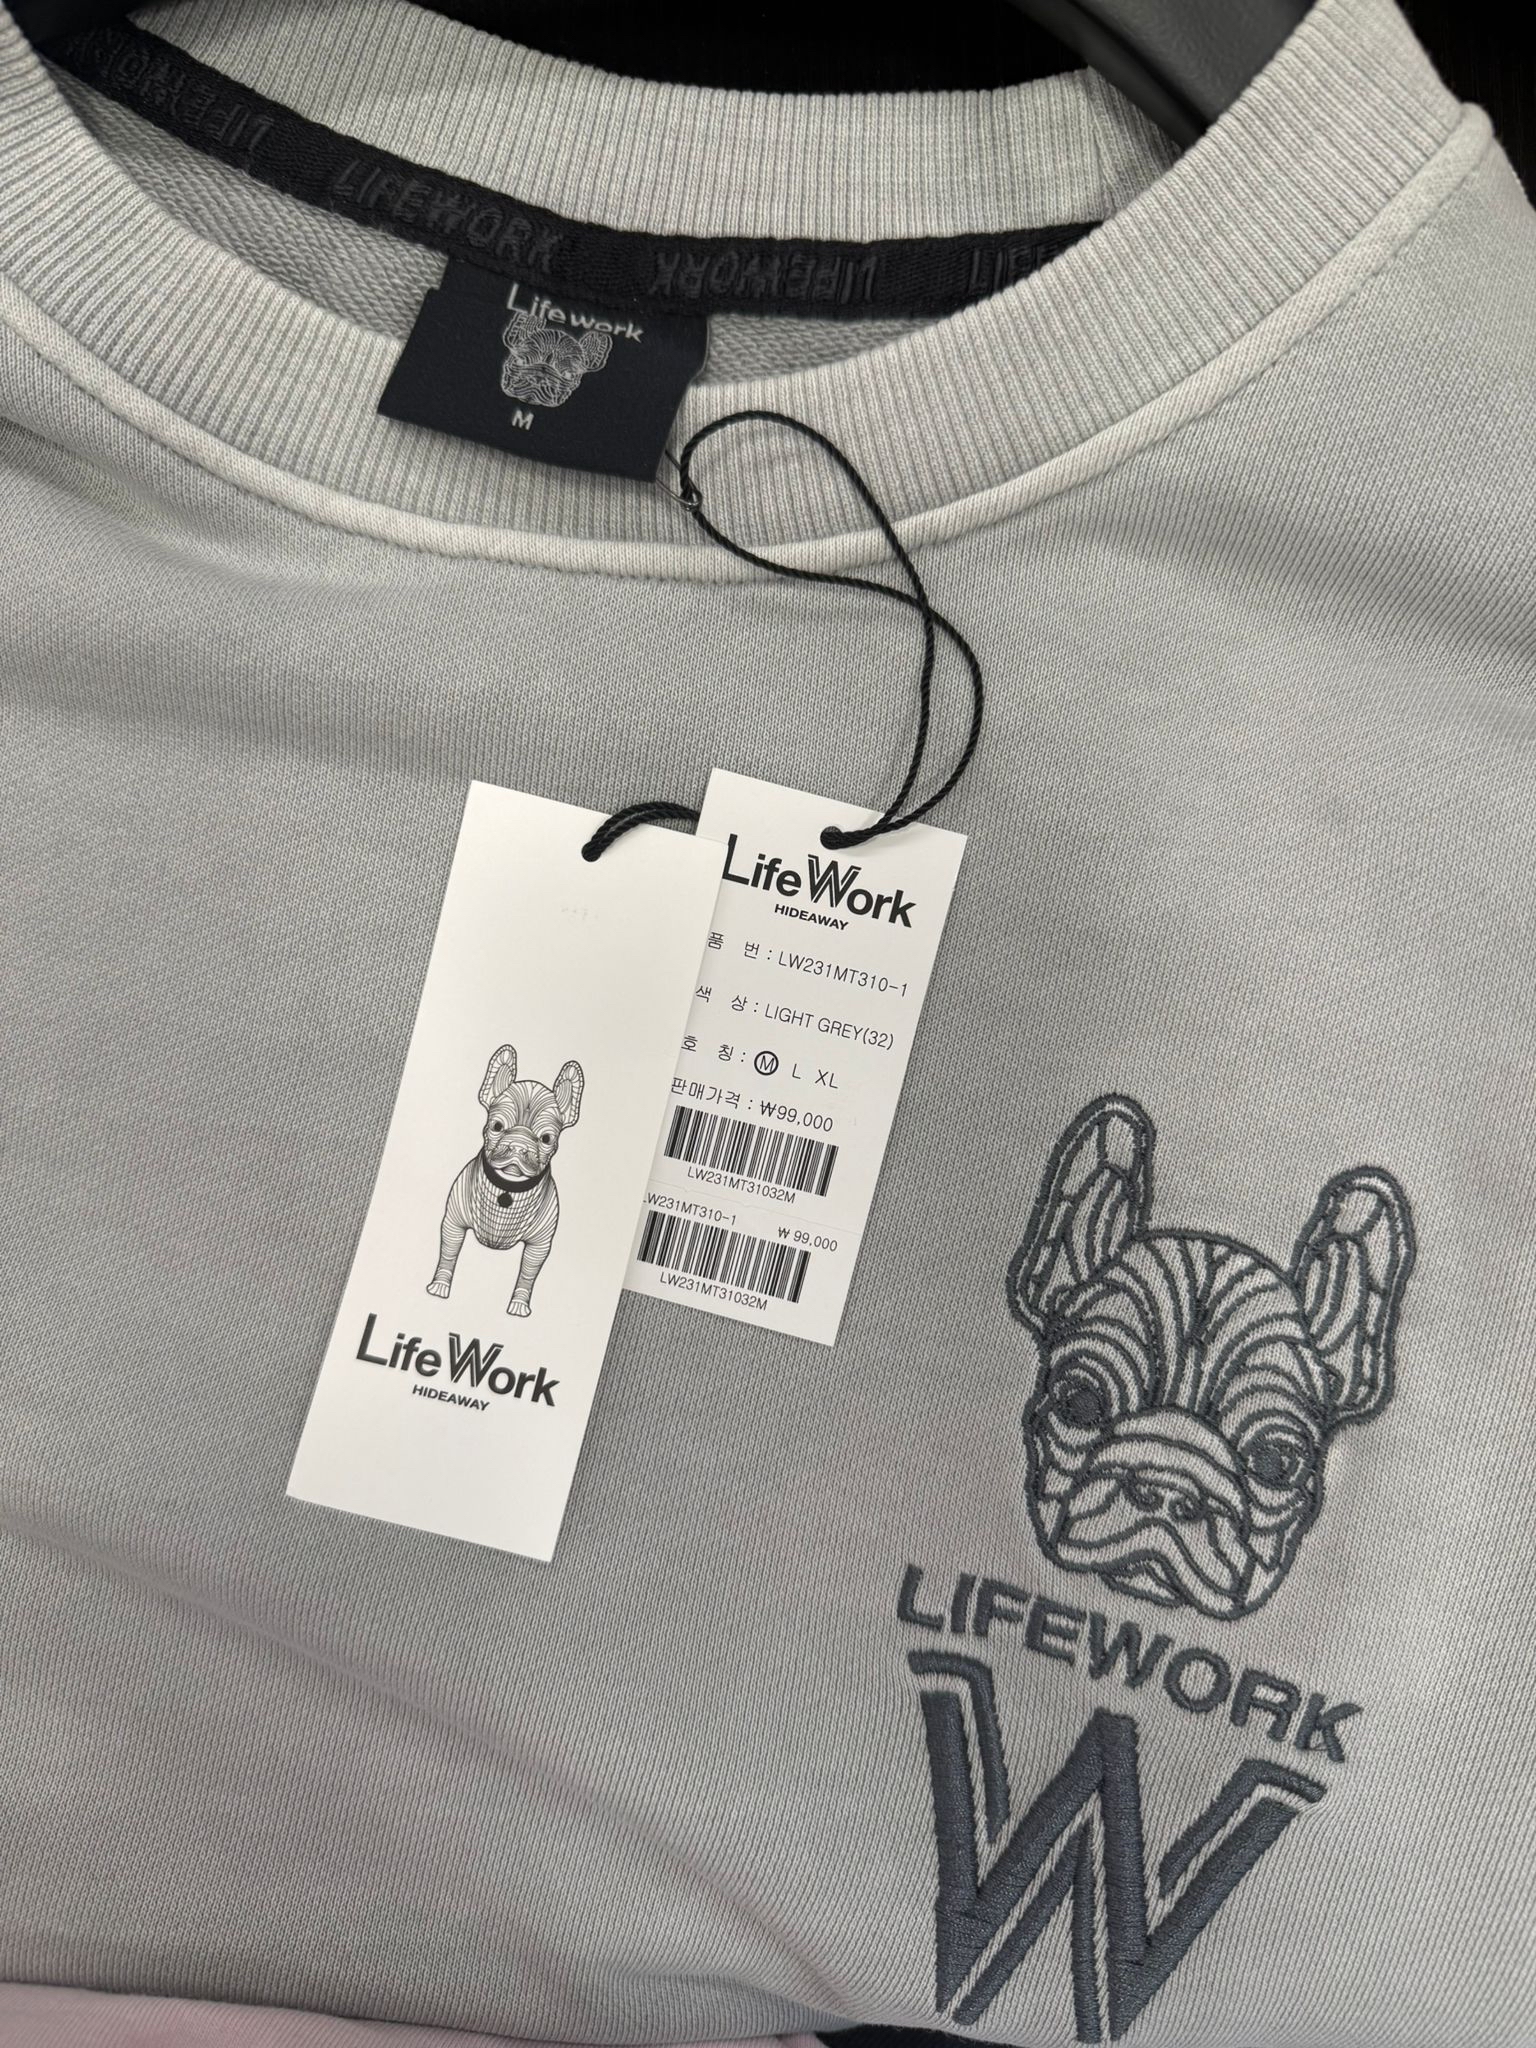 LIFEWORK
LIFEWORK
LIFEWORK
LIF
Lifework
M
LifeWork
HIDEAWAY
품 번 : LW231MT310-1
색 상 : LIGHT GREY(32)
호 칭 : M L XL
판매가격 : ₩99,000
LW231MT31032M
LW231MT310-1 ₩ 99,000
LW231MT31032M
LifeWork
HIDEAWAY
LIFEWORK
W